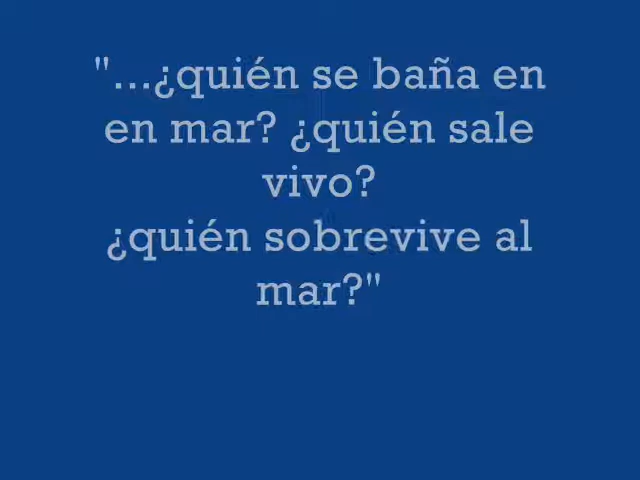 "...¿quién se baña en
en mar? ¿quién sale
vivo?
¿quién sobrevive al
mar?"